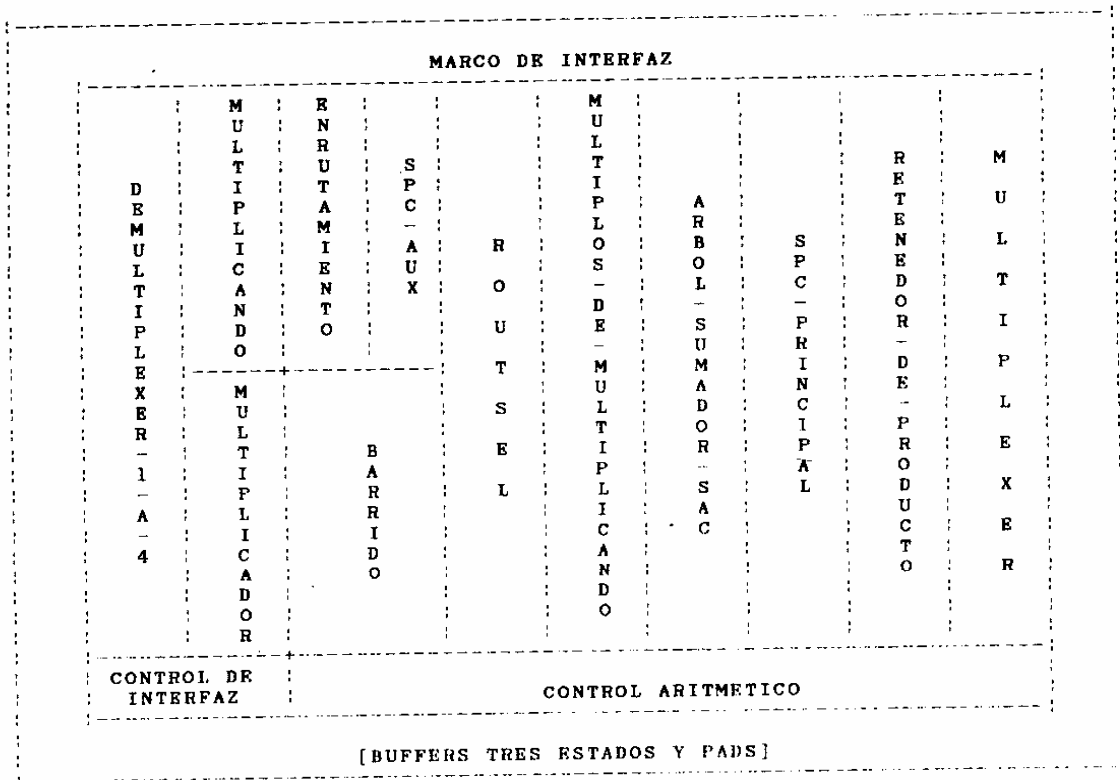 MARCO DE INTERFAZ
DEMULTIPLEXER-1-A-4
MULTIPLICANDO
MULTIPLICADOR
ENRUTAMIENTO
SPC-AUX
BARRIDO
ROUTSEL
MULTIPLOS-DE-MULTIPLICANDO
ARBOL-SUMADOR-SAC
SPC-PRINCIPAL
RETENEDOR-DE-PRODUCTO
MULTIPLEXER
CONTROL DE
INTERFAZ
CONTROL ARITMETICO
[BUFFERS TRES ESTADOS Y PADS]